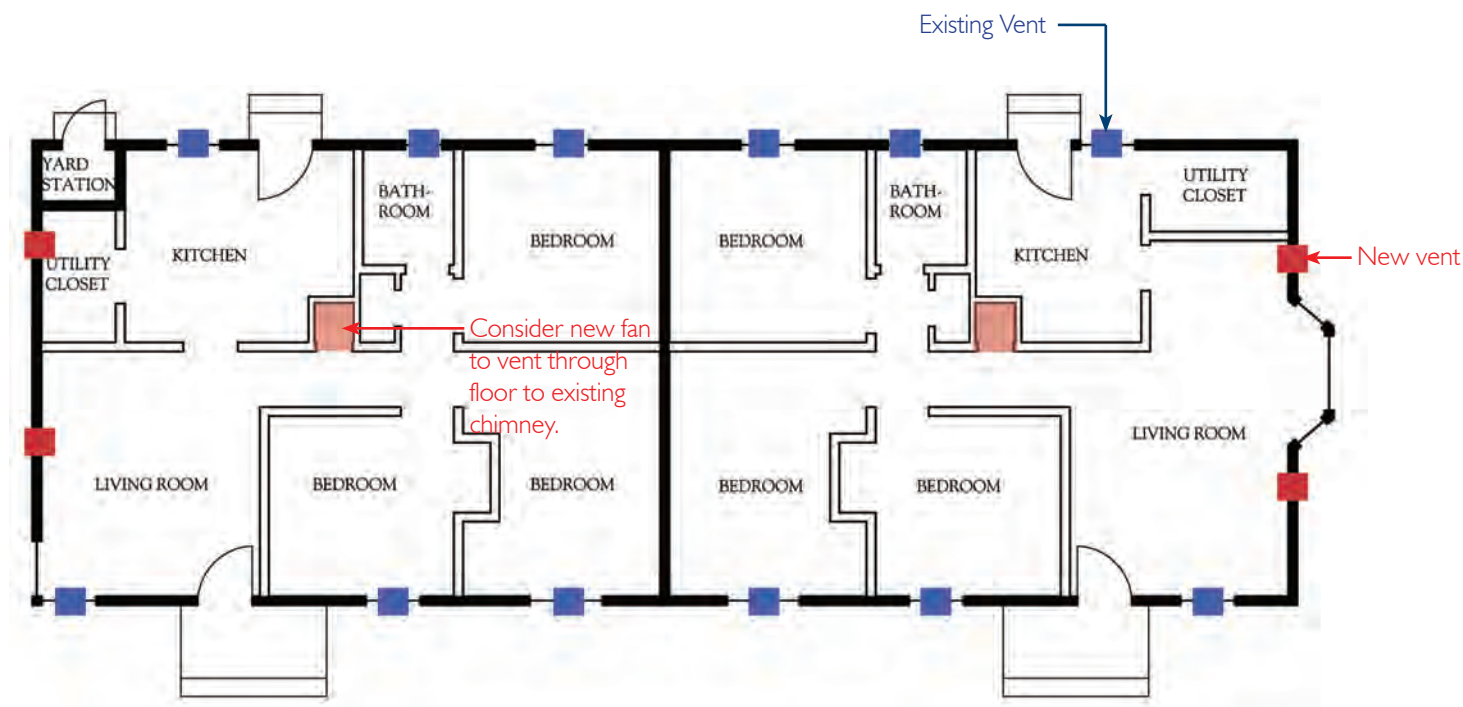 Existing Vent
YARD
STATION
BATH-
ROOM
BATH-
ROOM
UTILITY
CLOSET
KITCHEN
BEDROOM
BEDROOM
KITCHEN
New vent
UTILITY
CLOSET
Consider new fan
to vent through
floor to existing
chimney.
LIVING ROOM
LIVING ROOM
BEDROOM
BEDROOM
BEDROOM
BEDROOM